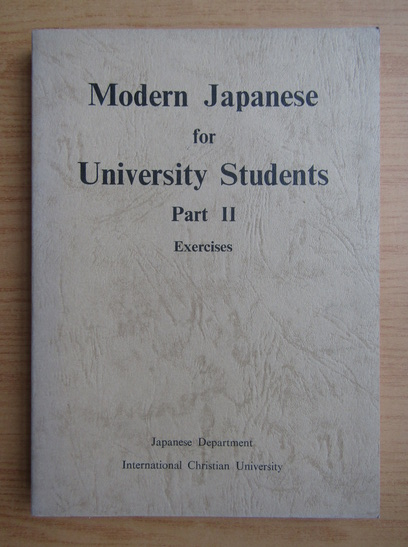 Modern Japanese
for
University Students
Part II
Exercises
Japanese Department
International Christian University